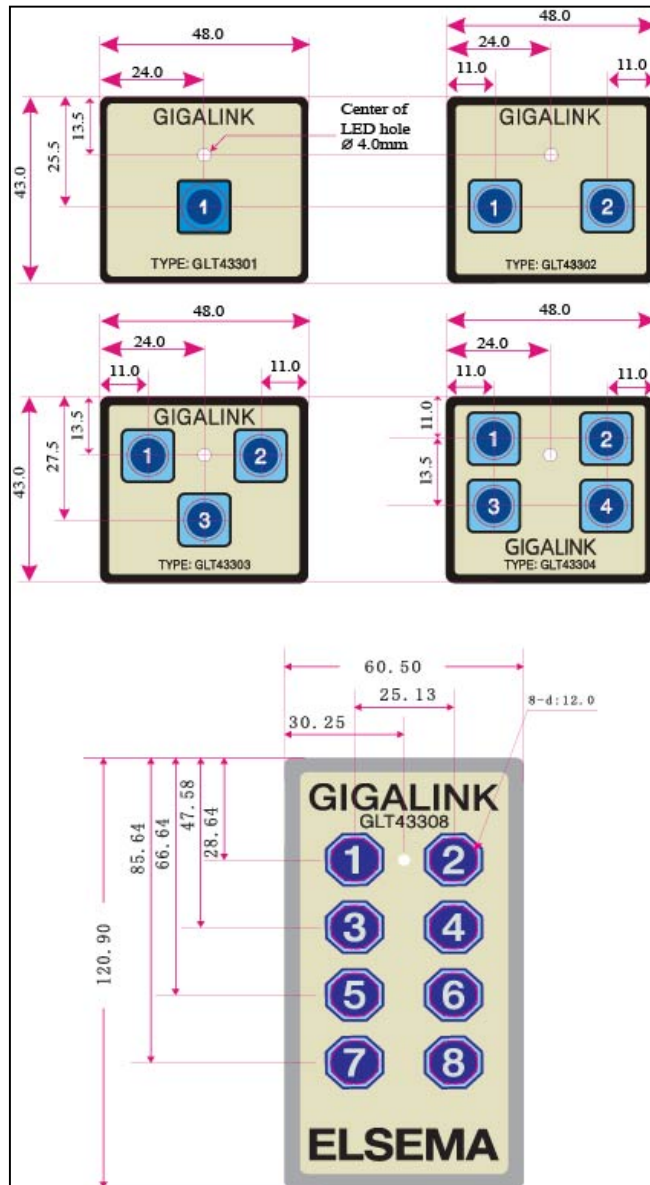 48.0
24.0
13.5
25.5
43.0
GIGALINK
1
TYPE: GLT43301
Center of
LED hole
Ø 4.0mm
48.0
24.0
11.0 11.0
GIGALINK
1 2
TYPE: GLT43302
48.0
24.0
11.0 11.0
13.5
27.5
43.0
GIGALINK
1 2
3
TYPE: GLT43303
48.0
24.0
11.0 11.0
11.0
13.5
1 2
3 4
GIGALINK
TYPE: GLT43304
60.50
25.13
30.25
8-d:12.0
28.64
47.58
66.64
85.64
120.90
GIGALINK
GLT43308
1 2
3 4
5 6
7 8
ELSEMA